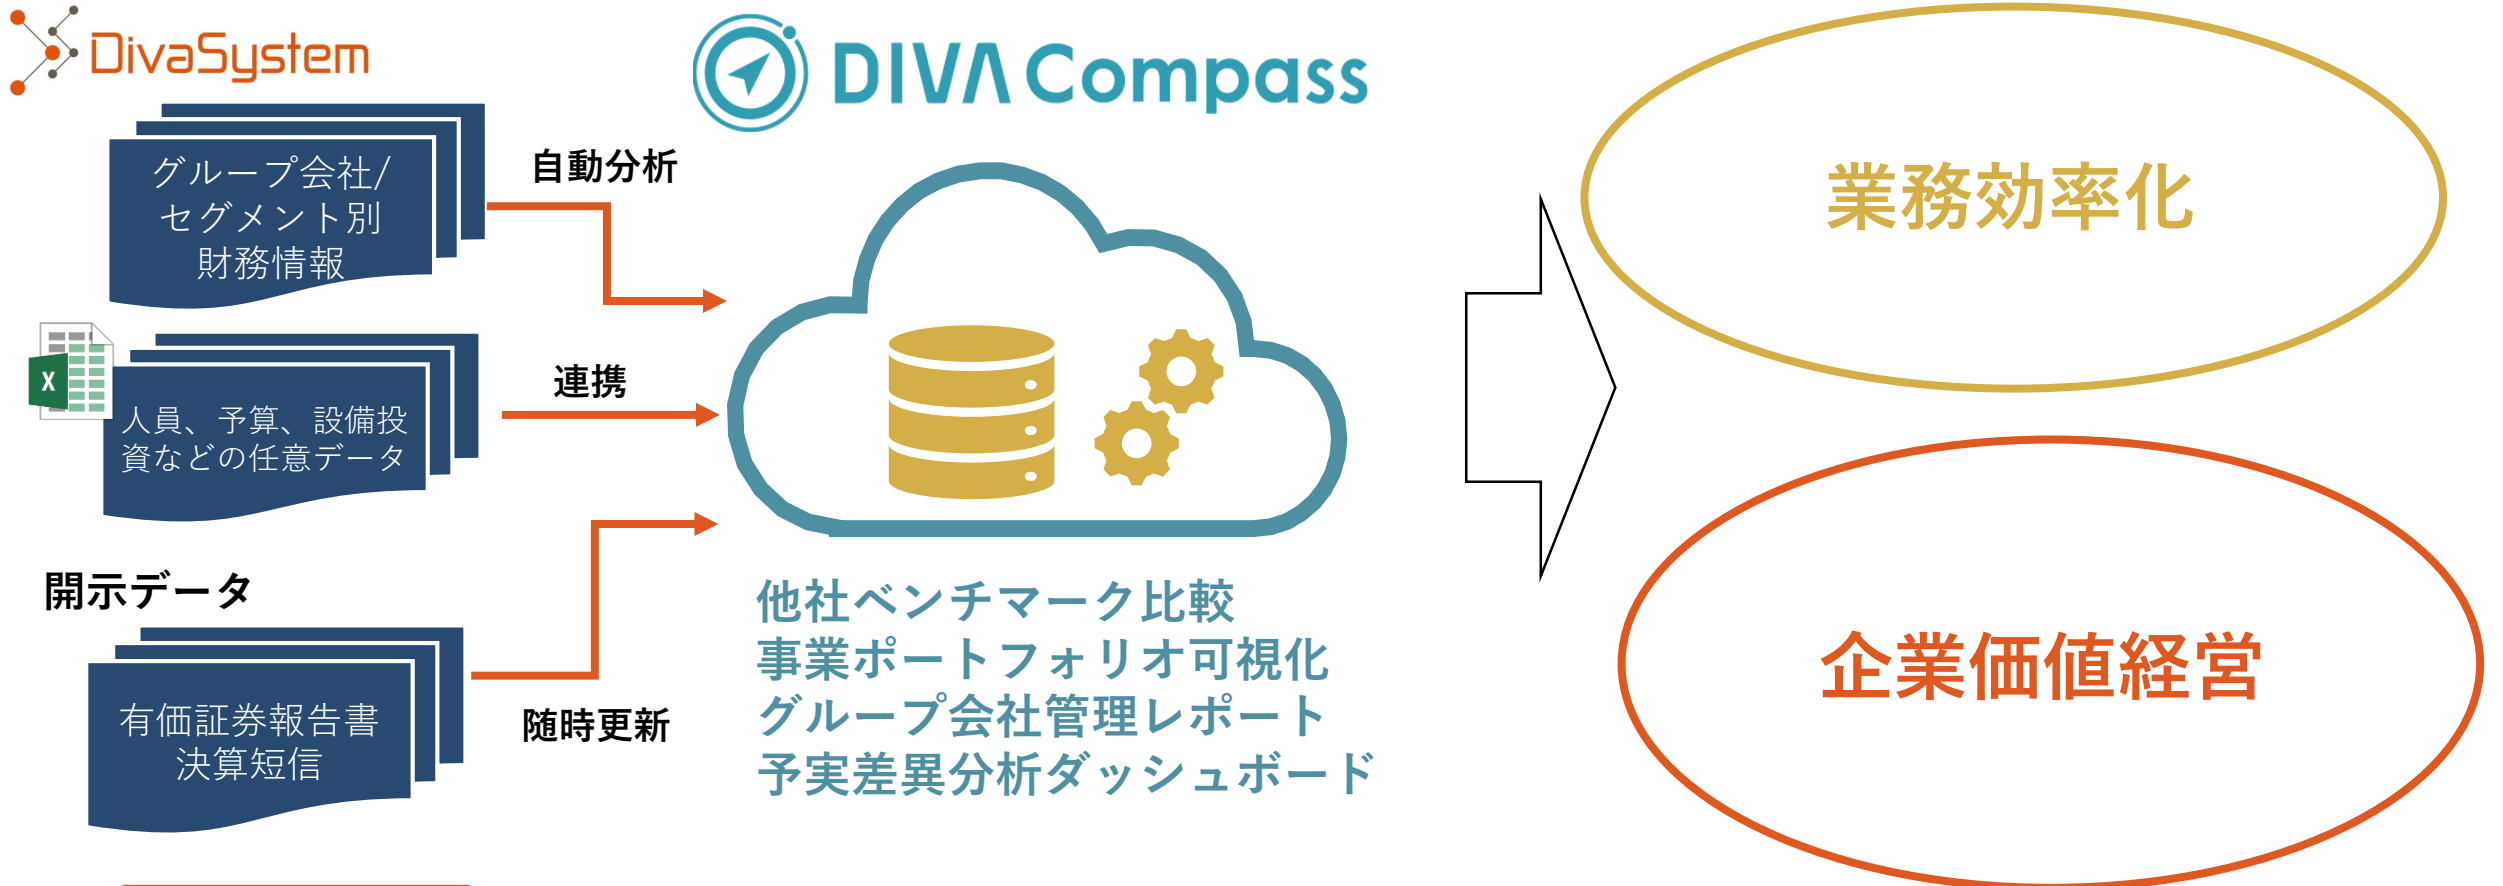 DivaSystem
DIVA Compass
グループ会社/
セグメント別
財務情報
自動分析
X
人員、予算、設備投
資などの任意データ
連携
開示データ
有価証券報告書
決算短信
随時更新
他社ベンチマーク比較
事業ポートフォリオ可視化
グループ会社管理レポート
予実差異分析ダッシュボード
業務効率化
企業価値経営